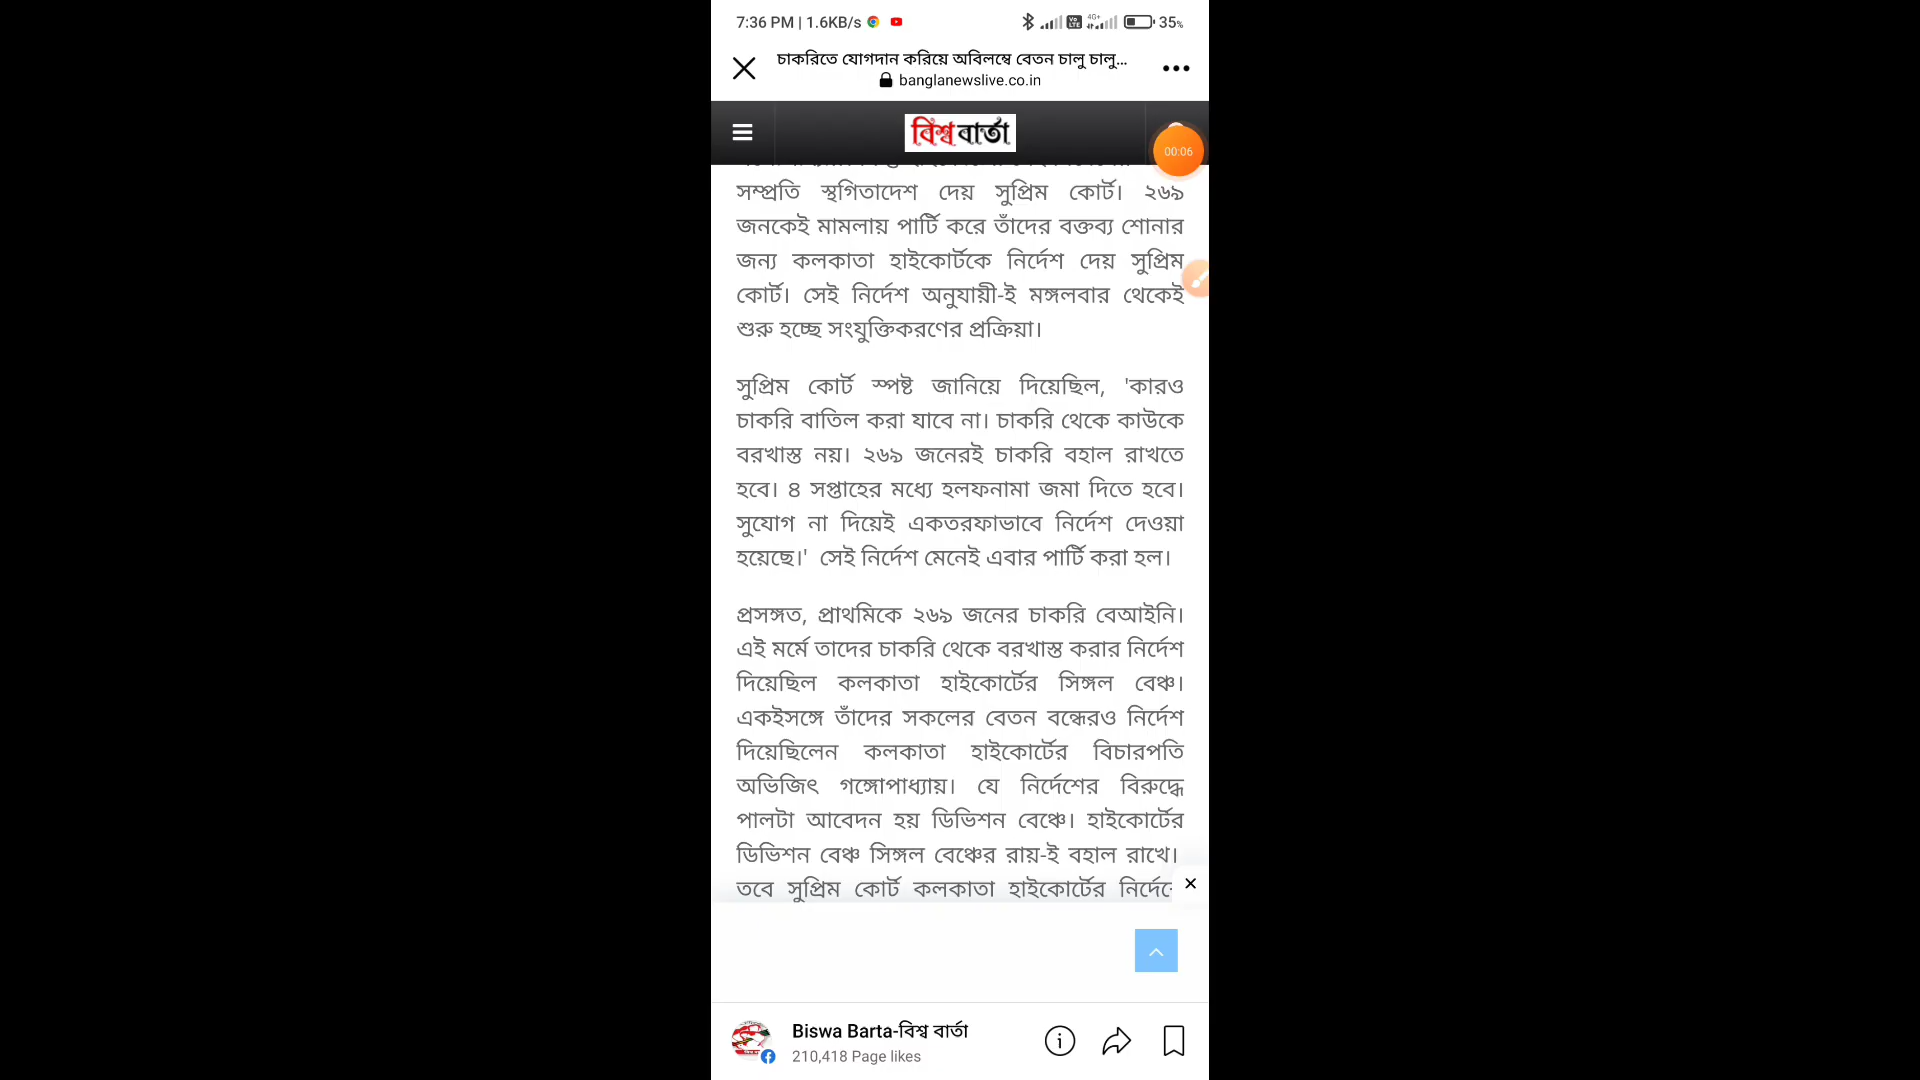 7:36 PM | 1.6KB/s
4G+
Vo LTE
35%
চাকরিতে যোগদান করিয়ে অবিলম্বে বেতন চালু চালু...
banglanewslive.co.in
বিশ্ব বার্তা
00:06
সম্প্রতি স্থগিতাদেশ দেয় সুপ্রিম কোর্ট। ২৬৯
জনকেই মামলায় পার্টি করে তাঁদের বক্তব্য শোনার
জন্য কলকাতা হাইকোর্টকে নির্দেশ দেয় সুপ্রিম
কোর্ট। সেই নির্দেশ অনুযায়ী-ই মঙ্গলবার থেকেই
শুরু হচ্ছে সংযুক্তিকরণের প্রক্রিয়া।
সুপ্রিম কোর্ট স্পষ্ট জানিয়ে দিয়েছিল, 'কারও
চাকরি বাতিল করা যাবে না। চাকরি থেকে কাউকে
বরখাস্ত নয়। ২৬৯ জনেরই চাকরি বহাল রাখতে
হবে। ৪ সপ্তাহের মধ্যে হলফনামা জমা দিতে হবে।
সুযোগ না দিয়েই একতরফাভাবে নির্দেশ দেওয়া
হয়েছে।' সেই নির্দেশ মেনেই এবার পার্টি করা হল।
প্রসঙ্গত, প্রাথমিকে ২৬৯ জনের চাকরি বেআইনি।
এই মর্মে তাদের চাকরি থেকে বরখাস্ত করার নির্দেশ
দিয়েছিল কলকাতা হাইকোর্টের সিঙ্গল বেঞ্চ।
একইসঙ্গে তাঁদের সকলের বেতন বন্ধেরও নির্দেশ
দিয়েছিলেন কলকাতা হাইকোর্টের বিচারপতি
অভিজিৎ গঙ্গোপাধ্যায়। যে নির্দেশের বিরুদ্ধে
পালটা আবেদন হয় ডিভিশন বেঞ্চে। হাইকোর্টের
ডিভিশন বেঞ্চ সিঙ্গল বেঞ্চের রায়-ই বহাল রাখে।
তবে সুপ্রিম কোর্ট কলকাতা হাইকোর্টের
Biswa Barta-বিশ্ব বার্তা
210,418 Page likes